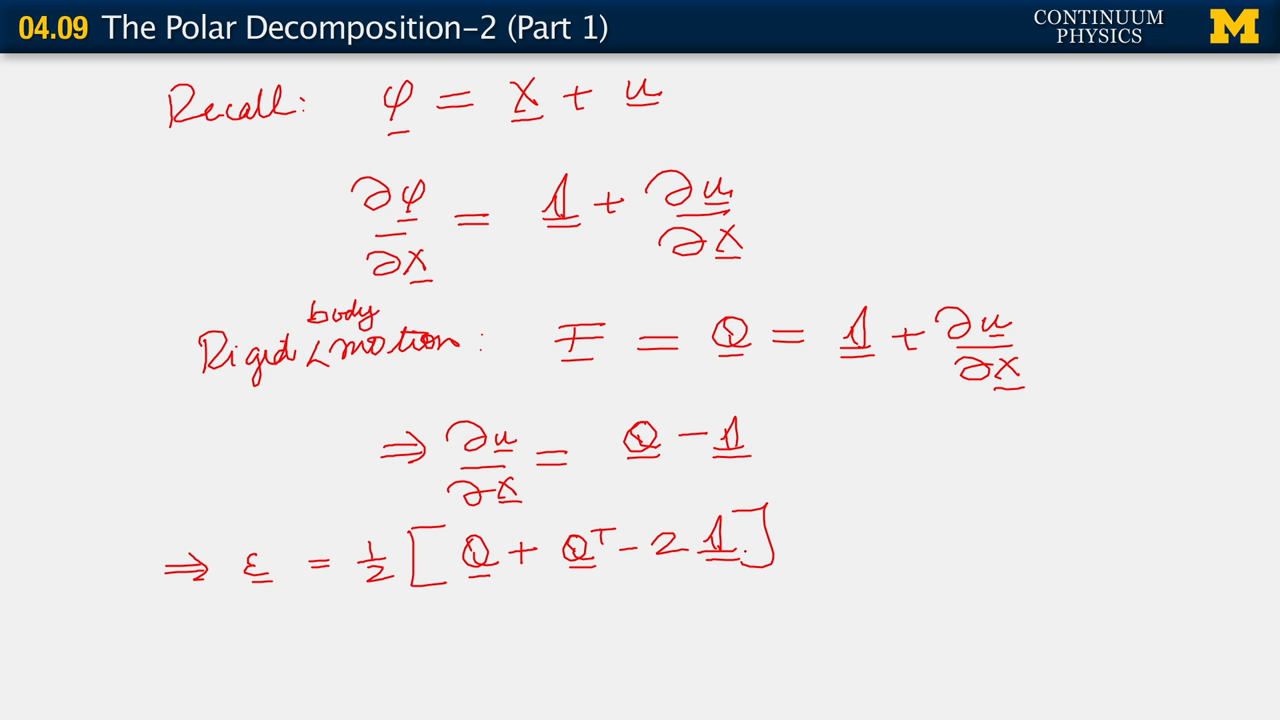 04.09 The Polar Decomposition-2 (Part 1)
CONTINUUM PHYSICS
M
Recall: φ = X + u
∂φ/∂X = 𝟙 + ∂u/∂X
Rigid body motion: F = Q = 𝟙 + ∂u/∂X
⇒ ∂u/∂X = Q - 𝟙
⇒ ε = 1/2 [Q + Qᵀ - 2 𝟙.]